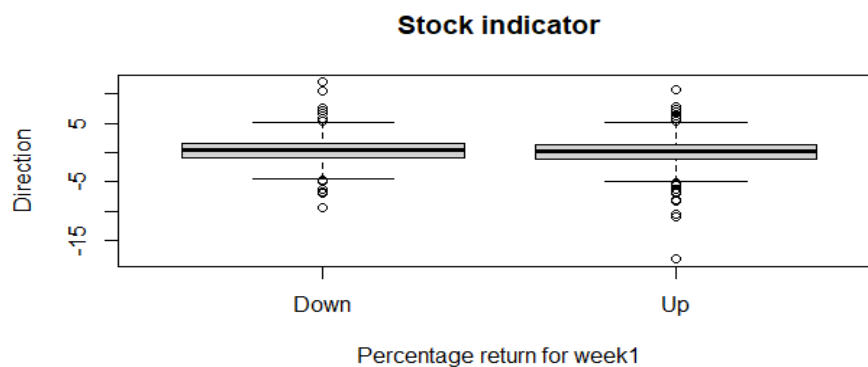 Stock indicator
Direction
5
-5
-15
Down Up
Percentage return for week1